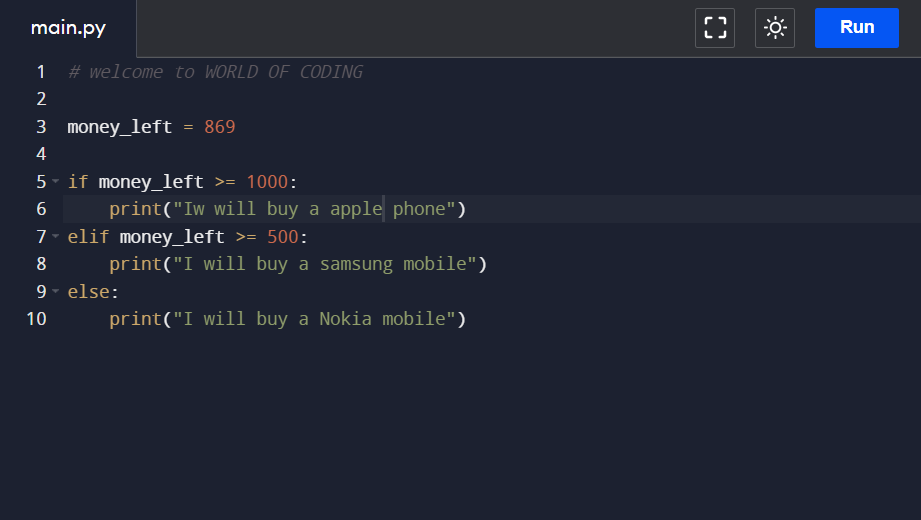 main.py
Run
1 # welcome to WORLD OF CODING
2
3 money_left = 869
4
5 if money_left >= 1000:
6     print("Iw will buy a apple phone")
7 elif money_left >= 500:
8     print("I will buy a samsung mobile")
9 else:
10     print("I will buy a Nokia mobile")